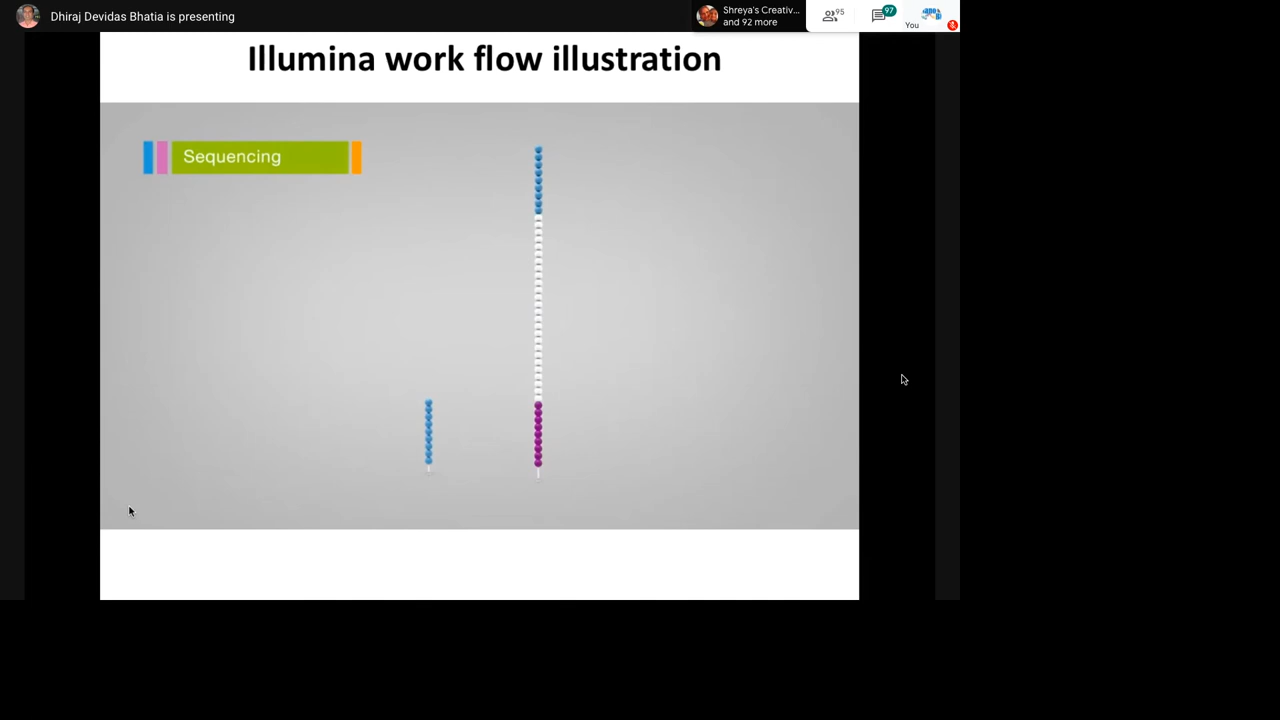 Dhiraj Devidas Bhatia is presenting
Shreya's Creativ...
and 92 more
95
97
You
Illumina work flow illustration
Sequencing